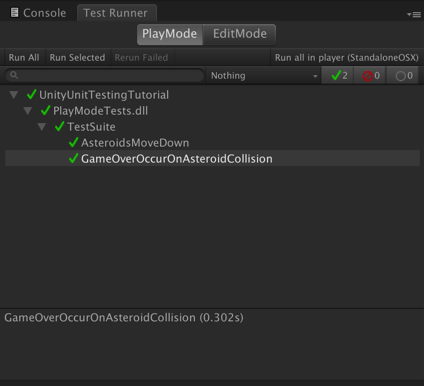 Console Test Runner
PlayMode EditMode
Run All Run Selected Rerun Failed Run all in player (StandaloneOSX)
Nothing 2 0 0
UnityUnitTestingTutorial
PlayModeTests.dll
TestSuite
AsteroidsMoveDown
GameOverOccurOnAsteroidCollision
GameOverOccurOnAsteroidCollision (0.302s)